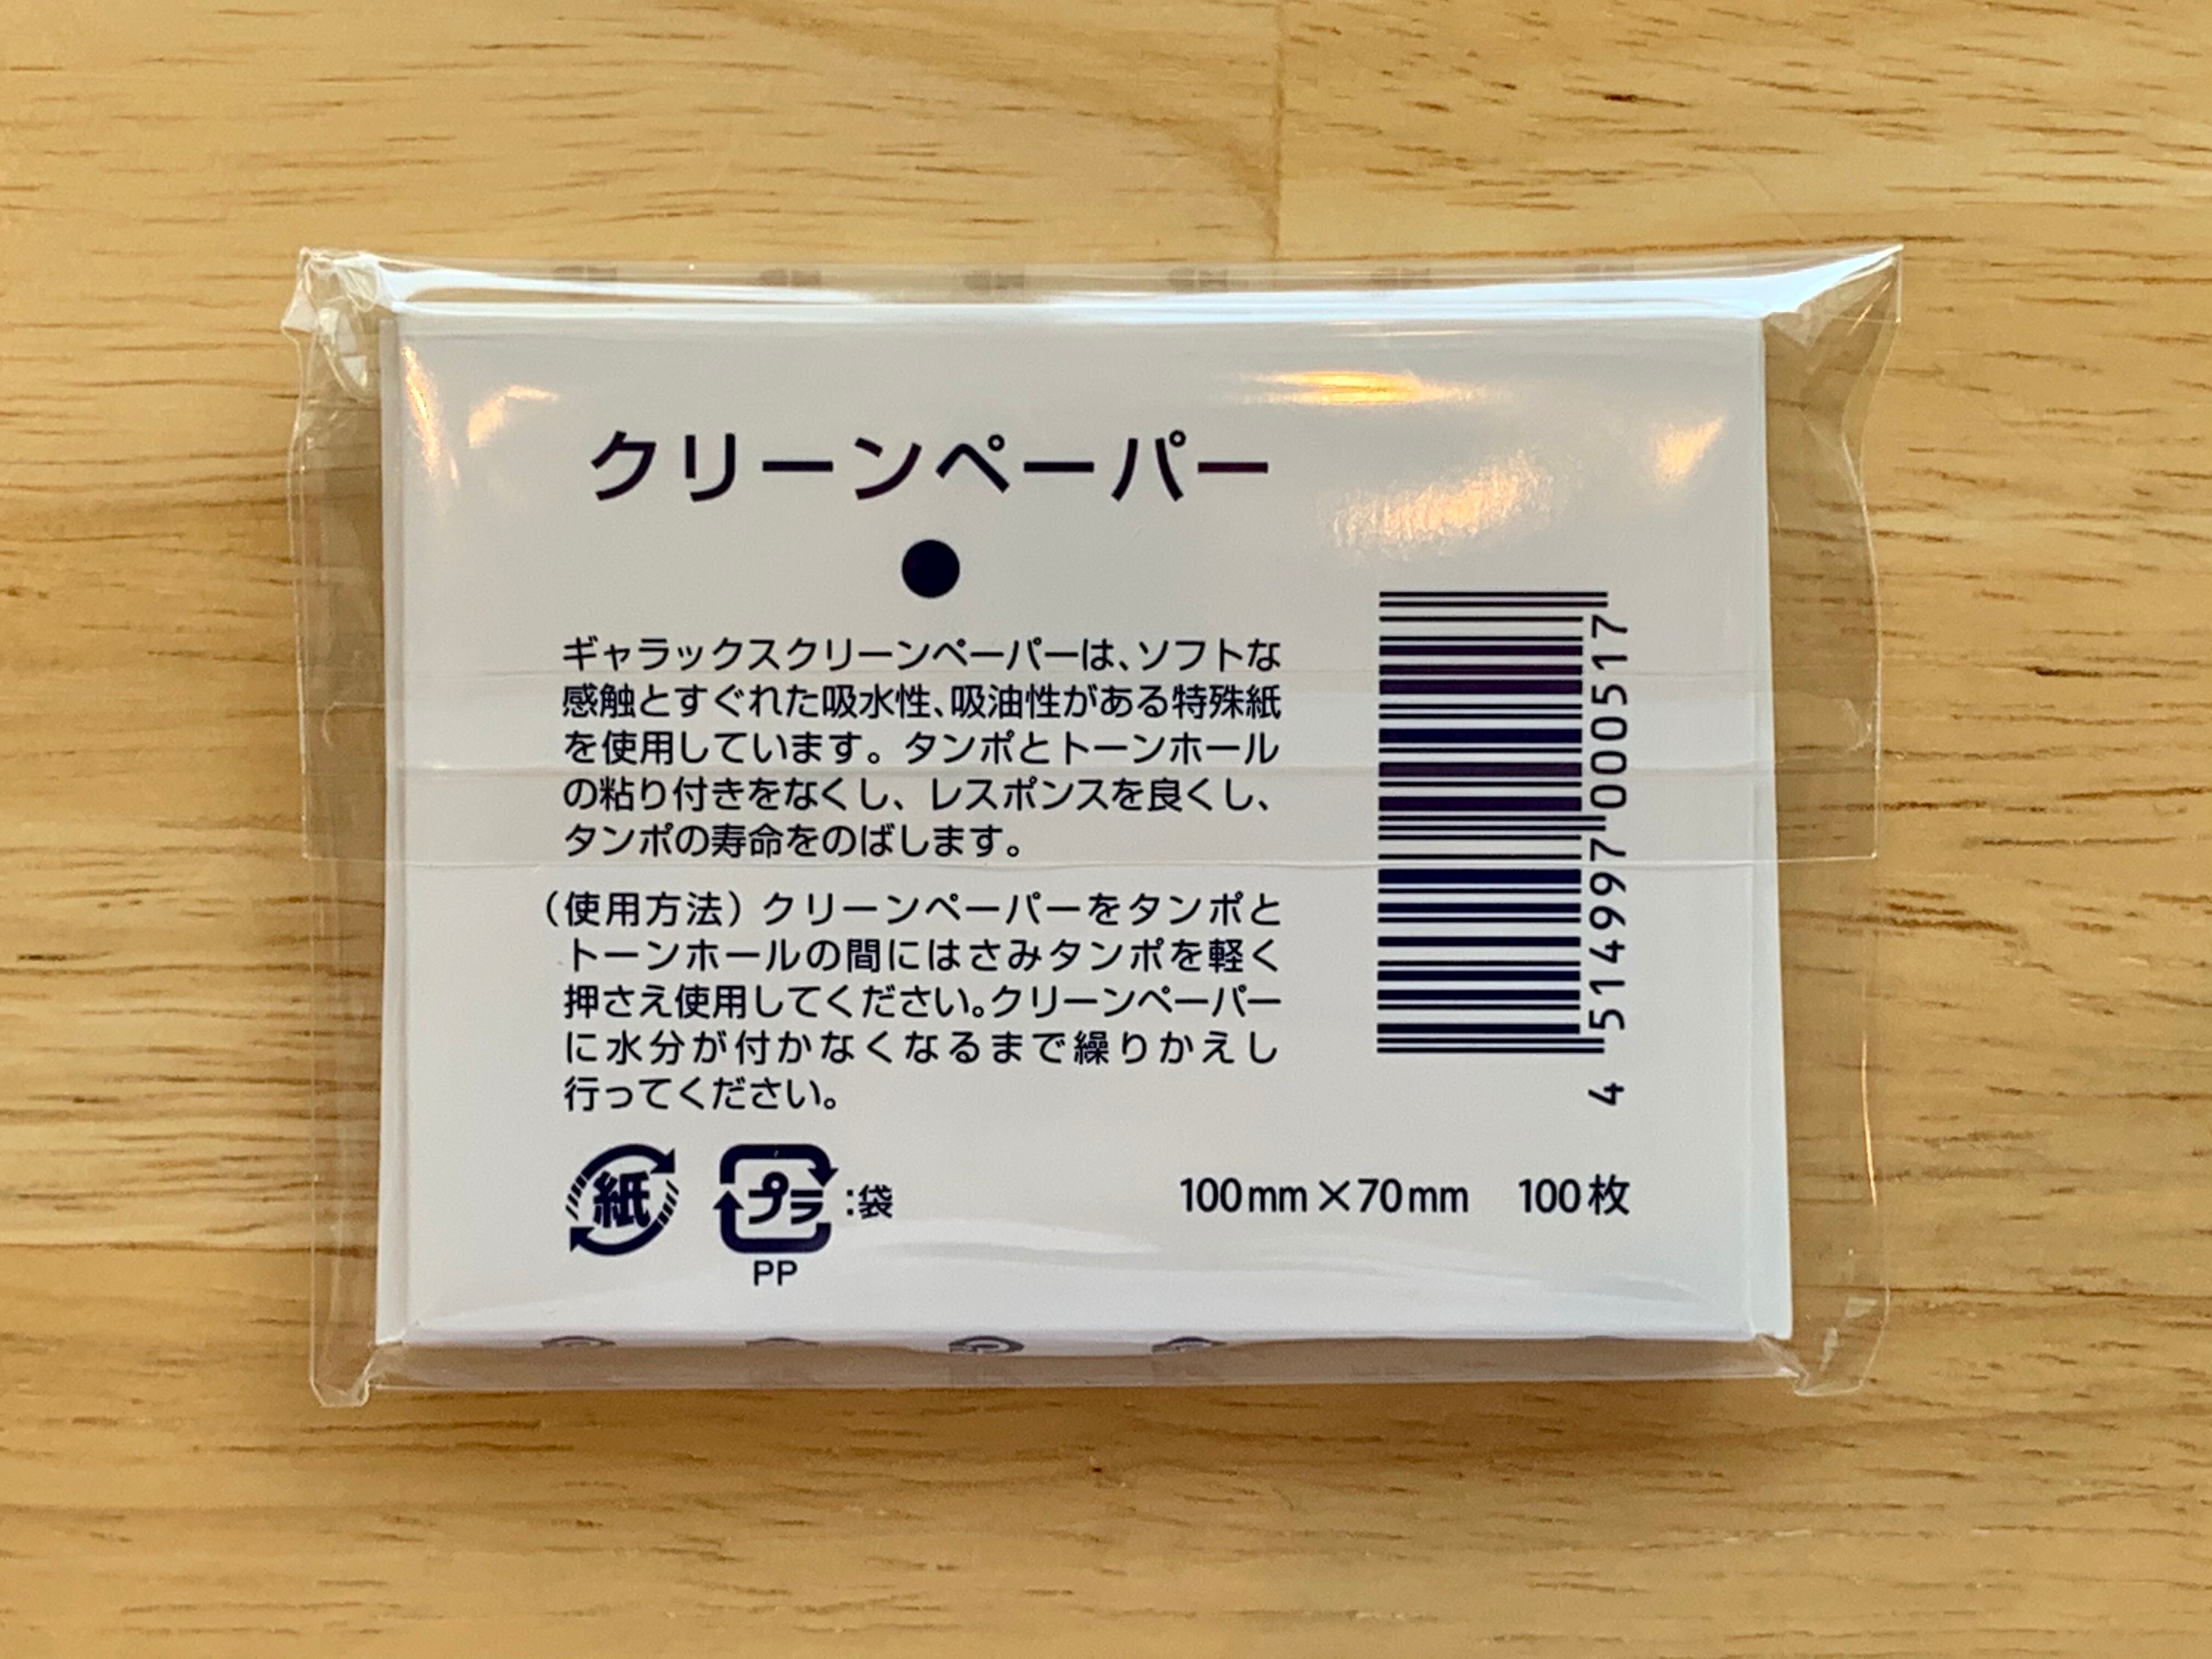 クリーンペーパー
●
ギャラックスクリーンペーパーは、ソフトな
感触とすぐれた吸水性、吸油性がある特殊紙
を使用しています。タンポとトーンホール
の粘り付きをなくし、レスポンスを良くし、
タンポの寿命をのばします。
(使用方法)クリーンペーパーをタンポと
トーンホールの間にはさみタンポを軽く
押さえ使用してください。クリーンペーパー
に水分が付かなくなるまで繰りかえし
行ってください。
紙
プラ
:袋
PP
100mm×70mm 100枚
4 514997 000517